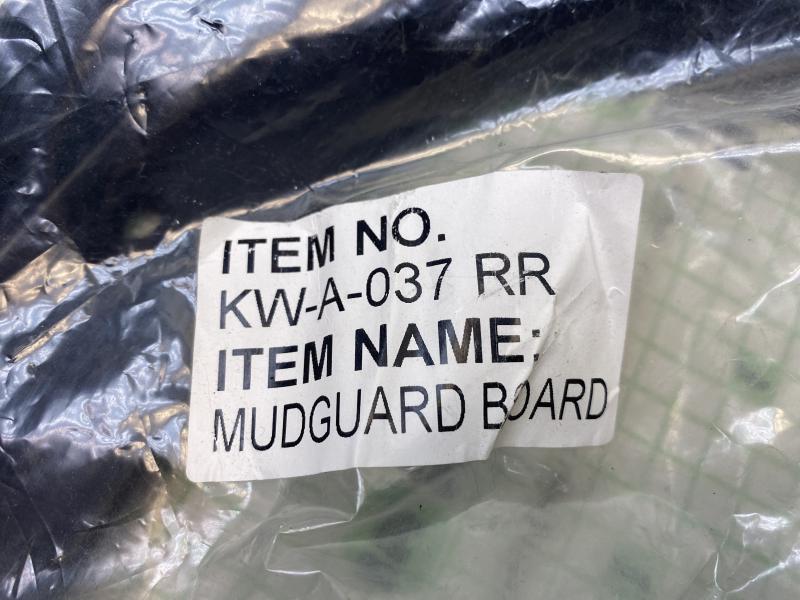 ITEM NO.
KW-A-037 RR
ITEM NAME:
MUDGUARD BOARD